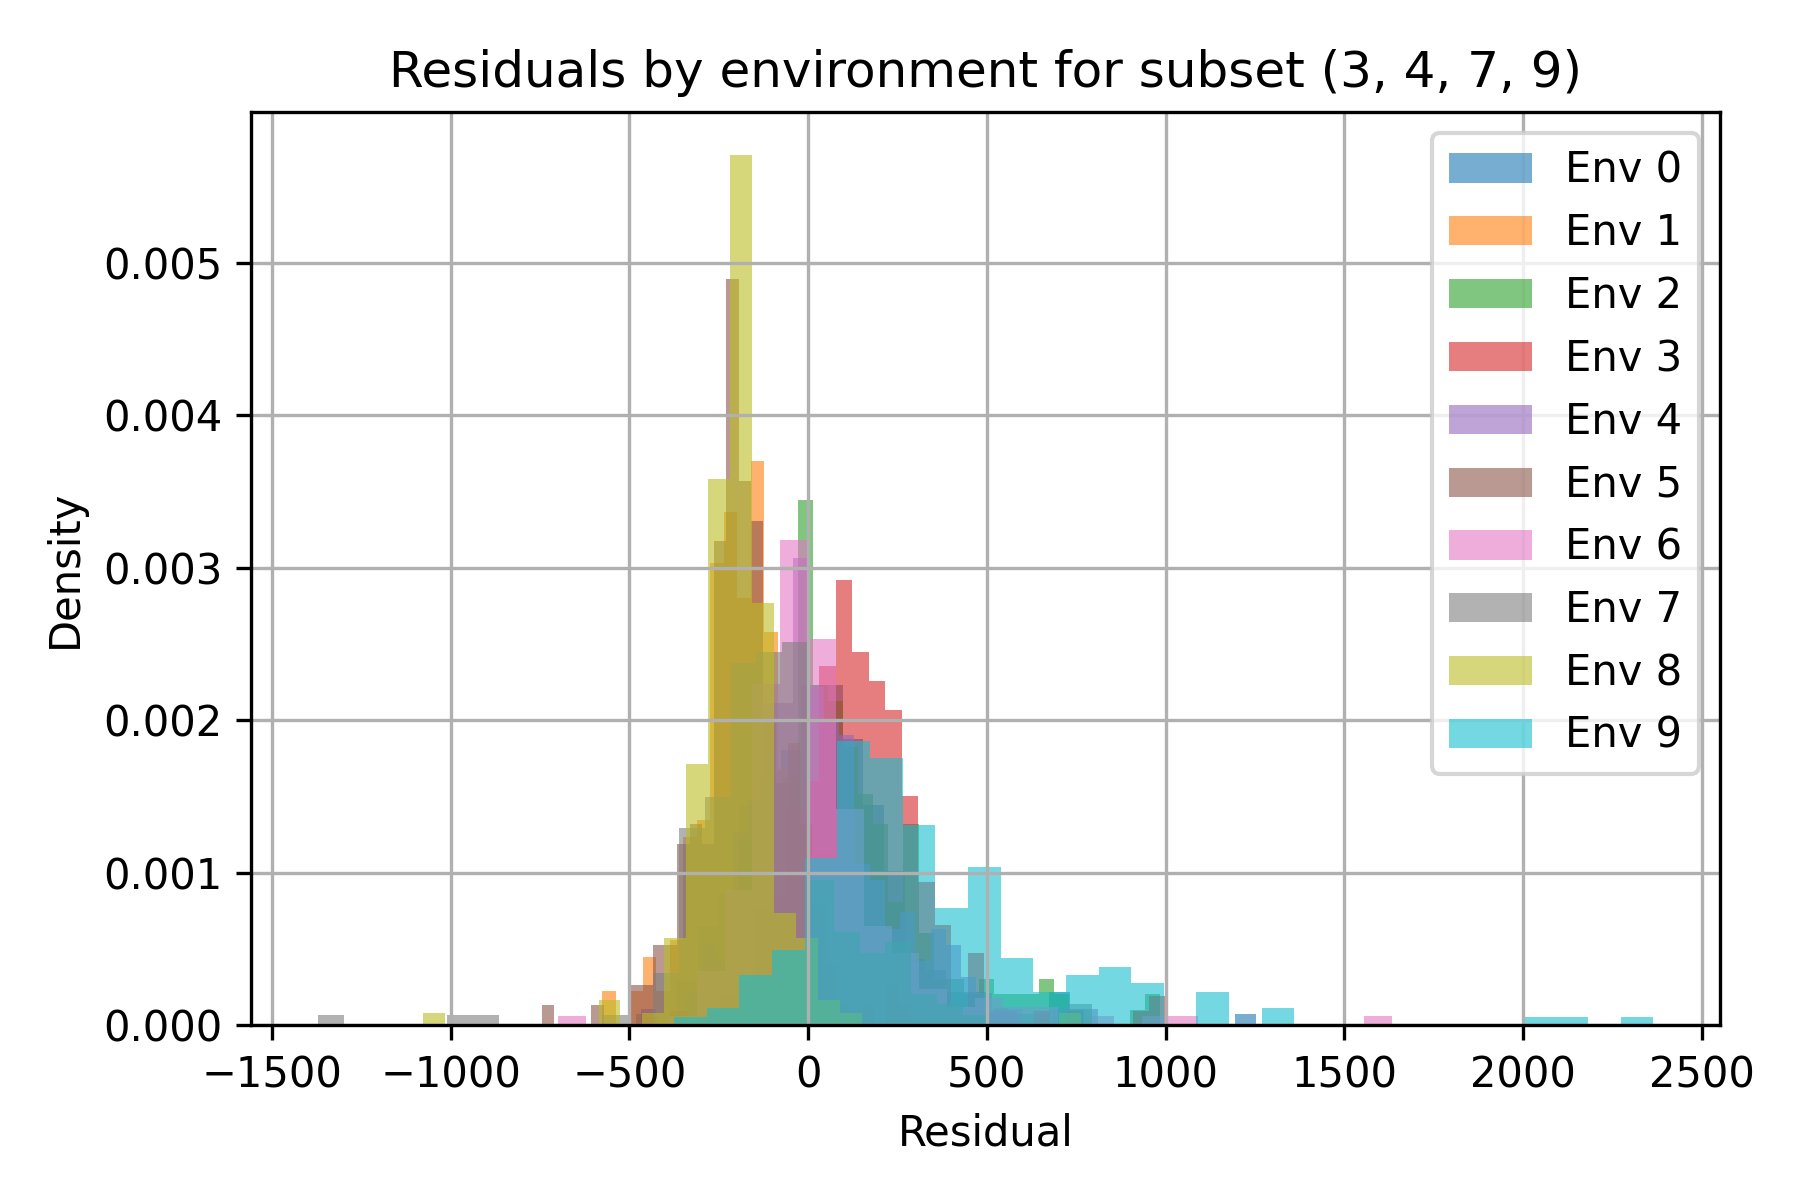 Residuals by environment for subset (3, 4, 7, 9)
Env 0
Env 1
Env 2
Env 3
Env 4
Env 5
Env 6
Env 7
Env 8
Env 9
Density
0.005
0.004
0.003
0.002
0.001
0.000
−1500 −1000 −500 0 500 1000 1500 2000 2500
Residual